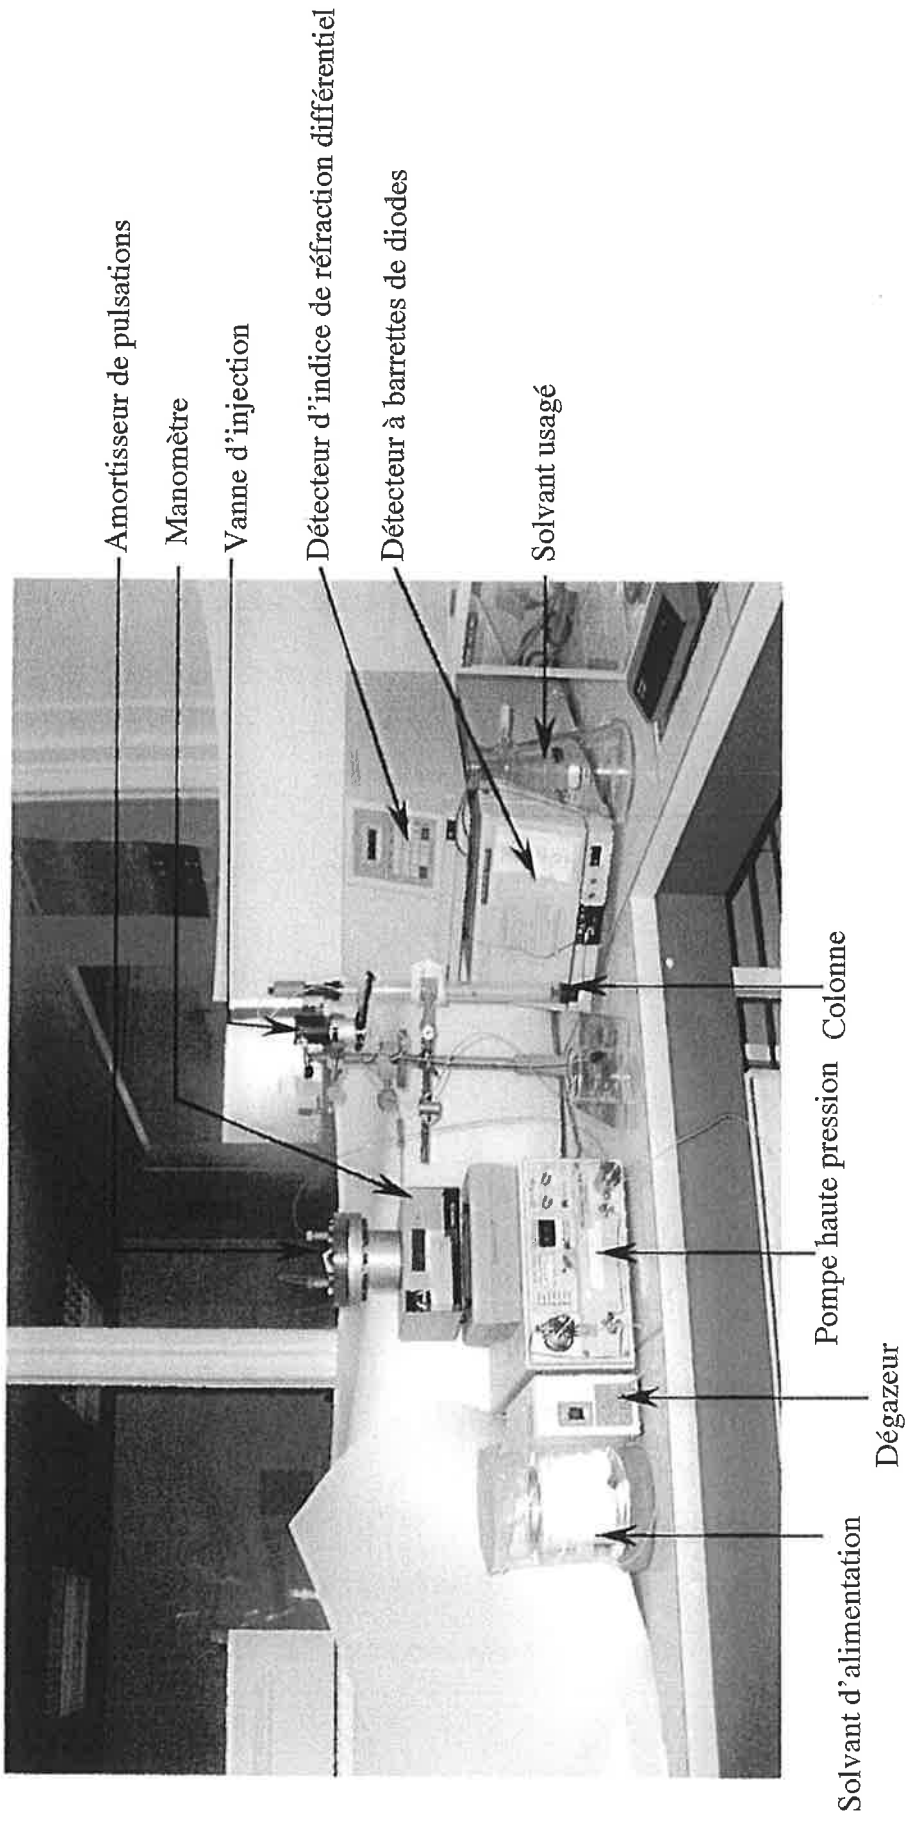 Amortisseur de pulsations
Manomètre
Vanne d'injection
Détecteur d'indice de réfraction différentiel
Détecteur à barrettes de diodes
Solvant usagé
Solvant d'alimentation
Dégazeur
Pompe haute pression
Colonne